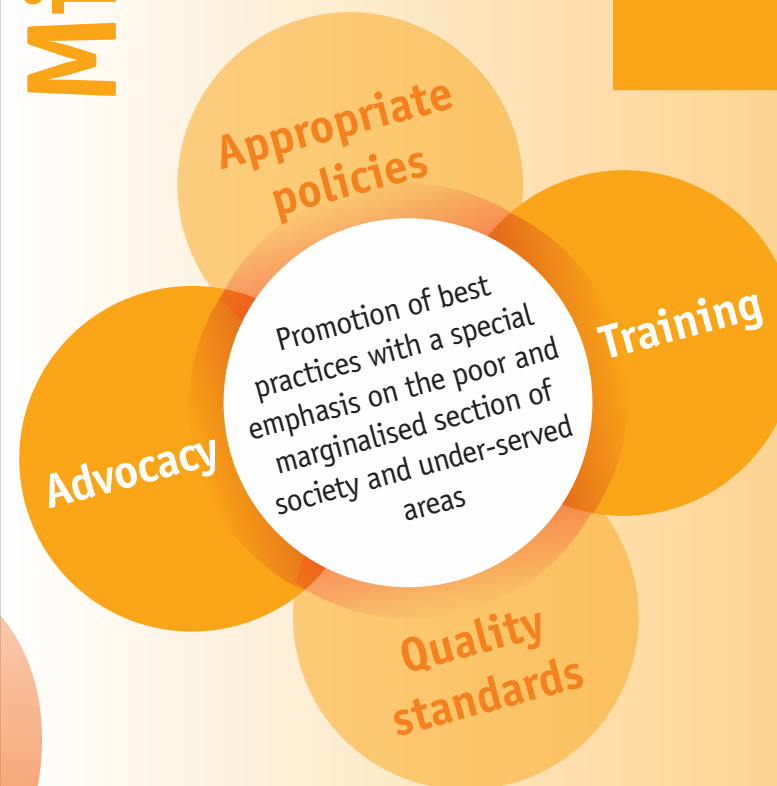 Appropriate
policies
Training
Promotion of best
practices with a special
emphasis on the poor and
marginalised section of
society and under-served
areas
Advocacy
Quality
standards